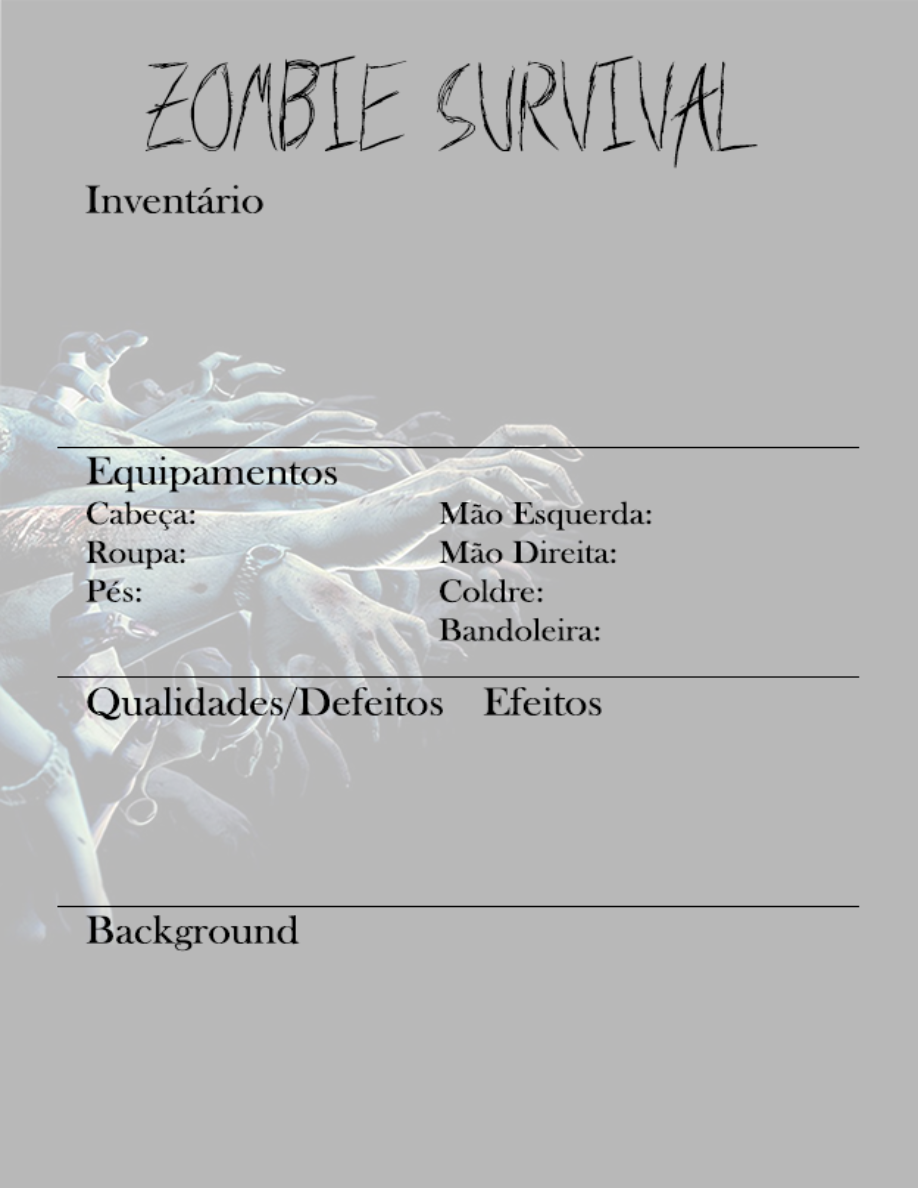 ZOMBIE SURVIVAL
Inventário
Equipamentos
Cabeça:
Roupa:
Pés:
Mão Esquerda:
Mão Direita:
Coldre:
Bandoleira:
Qualidades/Defeitos Efeitos
Background